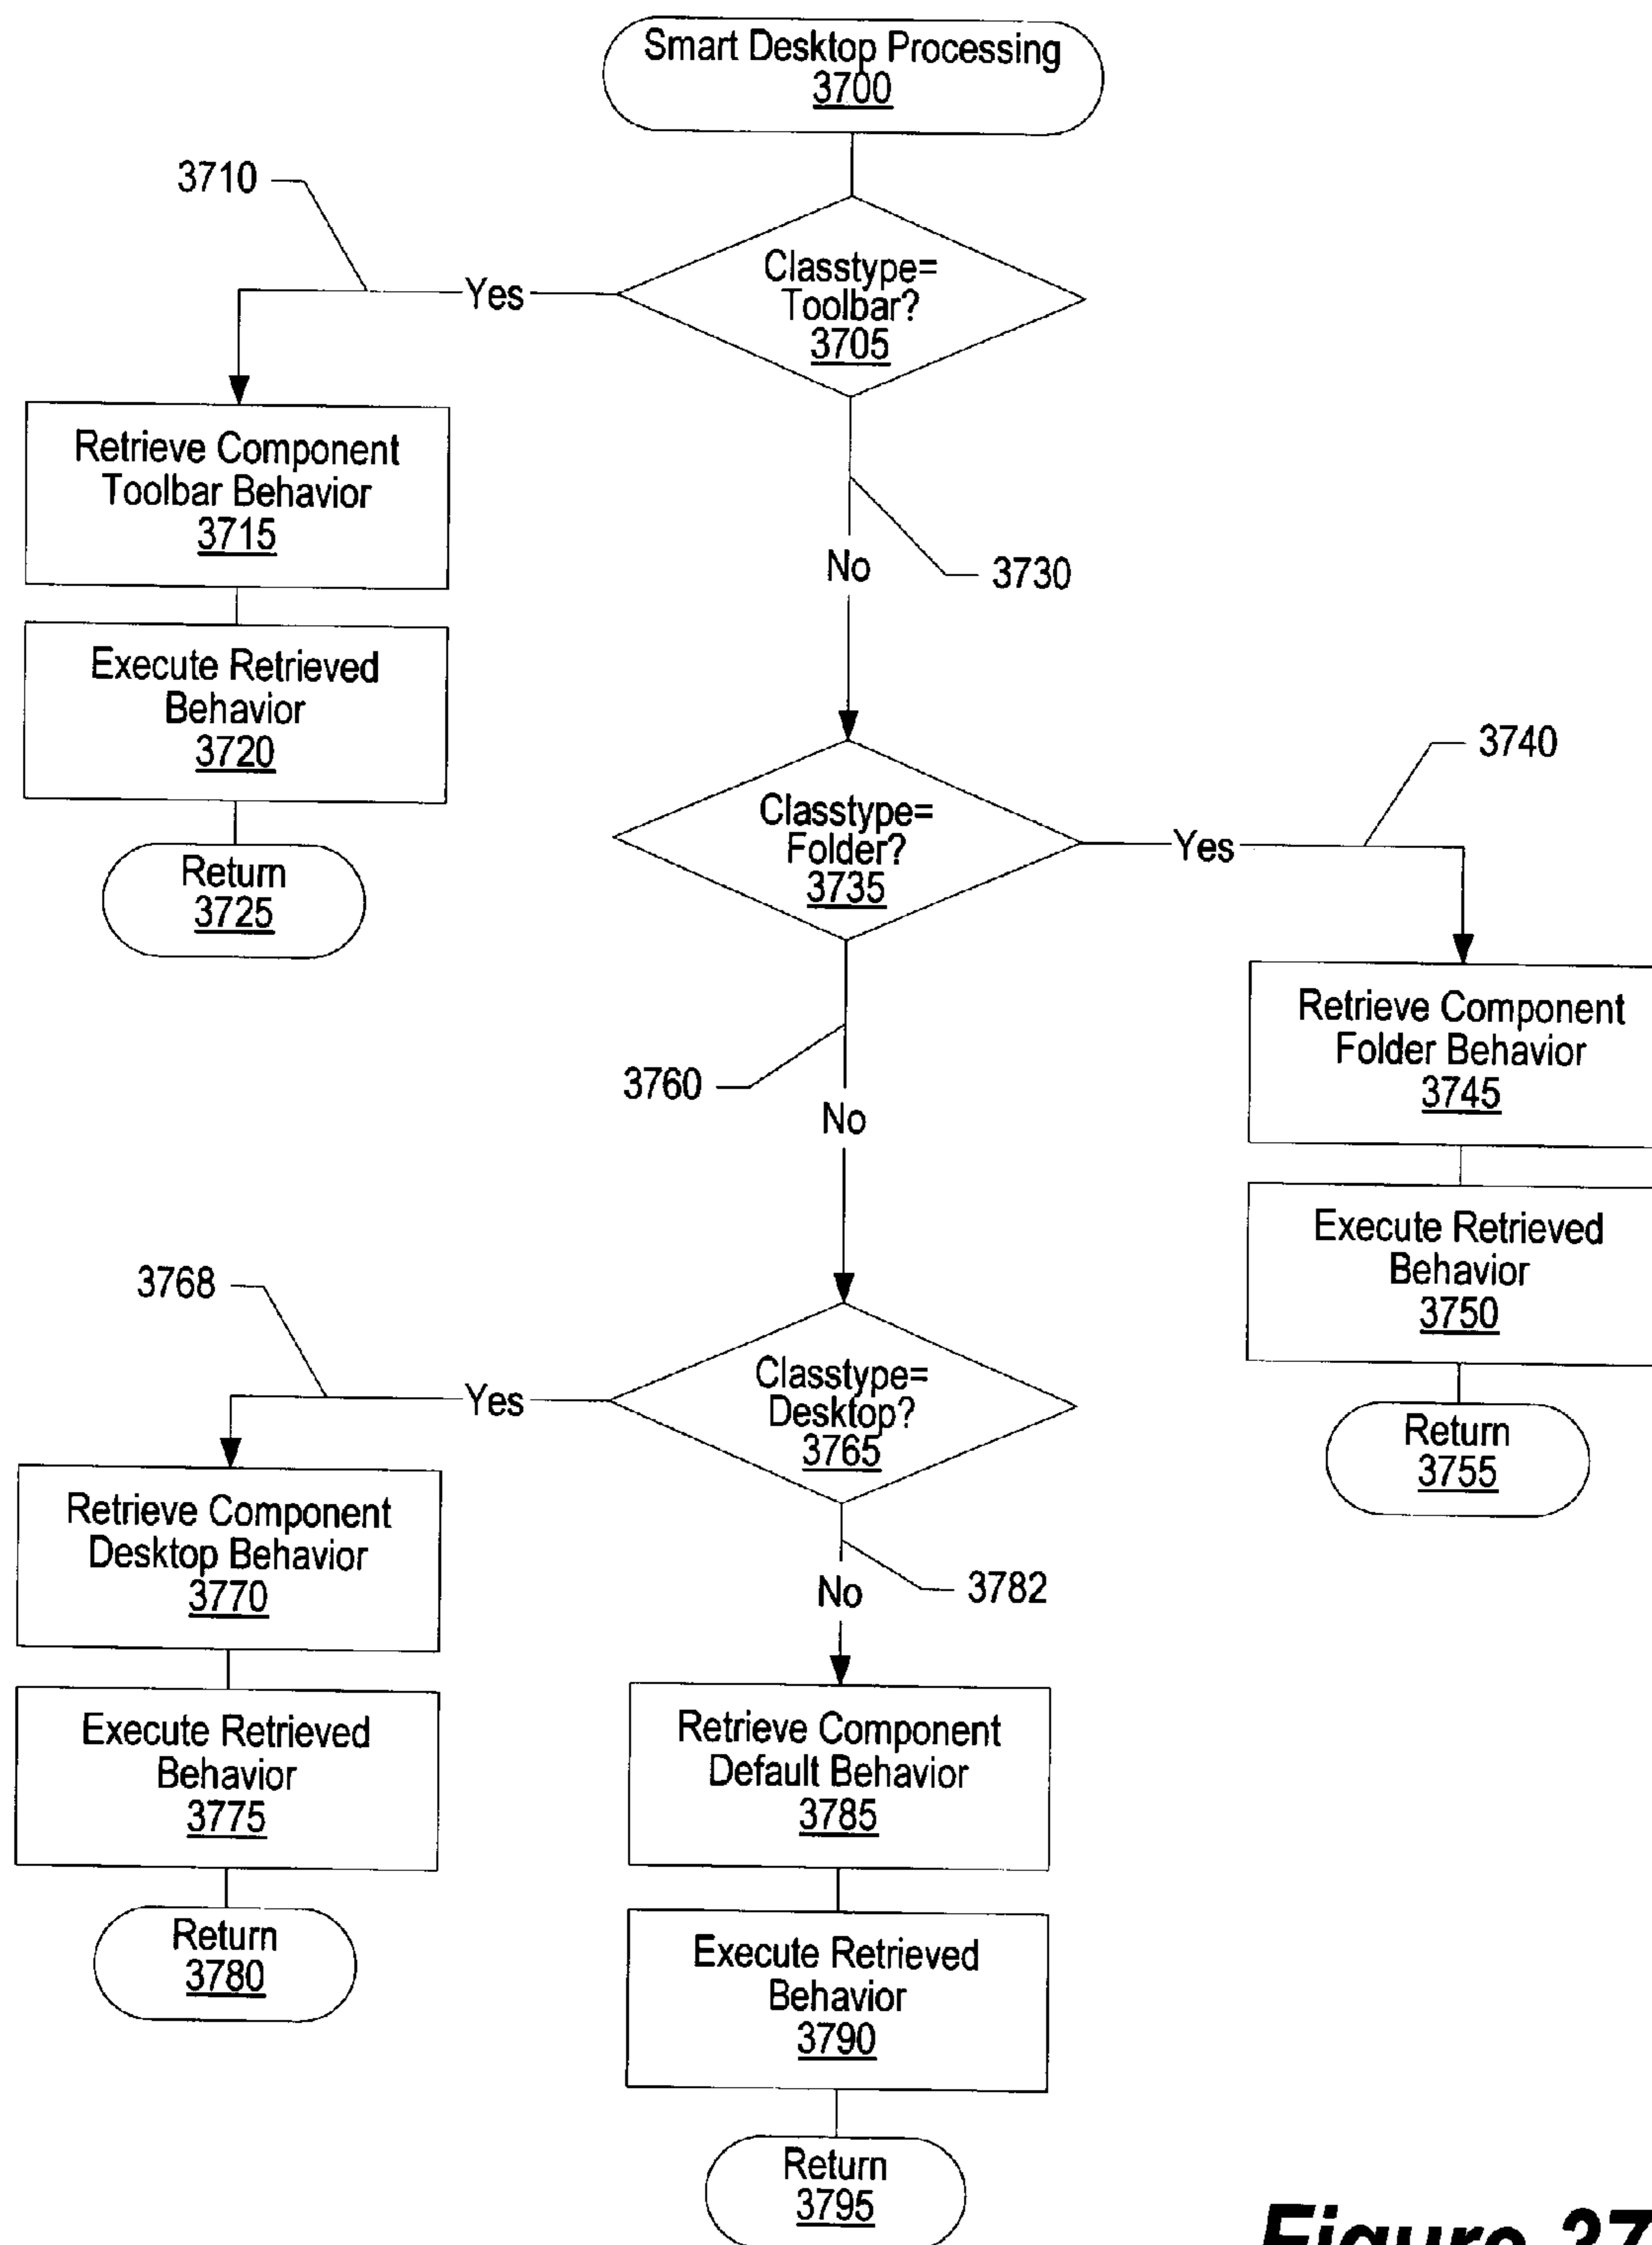 Smart Desktop Processing
3700
3710
Classtype=
Toolbar?
3705
Yes
Retrieve Component
Toolbar Behavior
3715
No
3730
Execute Retrieved
Behavior
3720
Return
3725
Classtype=
Folder?
3735
Yes
3740
Retrieve Component
Folder Behavior
3745
3760
No
Execute Retrieved
Behavior
3750
Return
3755
3768
Classtype=
Desktop?
3765
Yes
Retrieve Component
Desktop Behavior
3770
No
3782
Execute Retrieved
Behavior
3775
Return
3780
Retrieve Component
Default Behavior
3785
Execute Retrieved
Behavior
3790
Return
3795
Figure 37